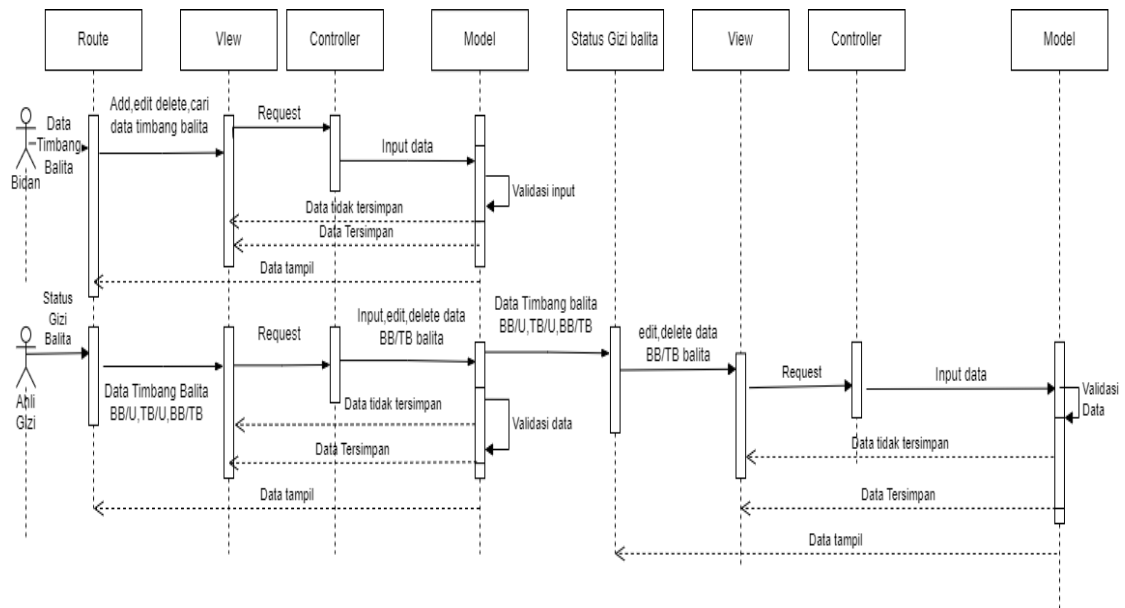 Route
View
Controller
Model
Status Gizi balita
View
Controller
Model
Data
Timbang
Balita
Bidan
Add,edit delete,cari
data timbang balita
Request
Input data
Validasi input
Data tidak tersimpan
Data Tersimpan
Data tampil
Status
Gizi
Balita
Ahli
Gizi
Data Timbang Balita
BB/U,TB/U,BB/TB
Request
Input,edit,delete data
BB/TB balita
Data Timbang balita
BB/U,TB/U,BB/TB
edit,delete data
BB/TB balita
Request
Input data
Validasi
Data
Data tidak tersimpan
Validasi data
Data Tersimpan
Data tampil
Data tidak tersimpan
Data Tersimpan
Data tampil